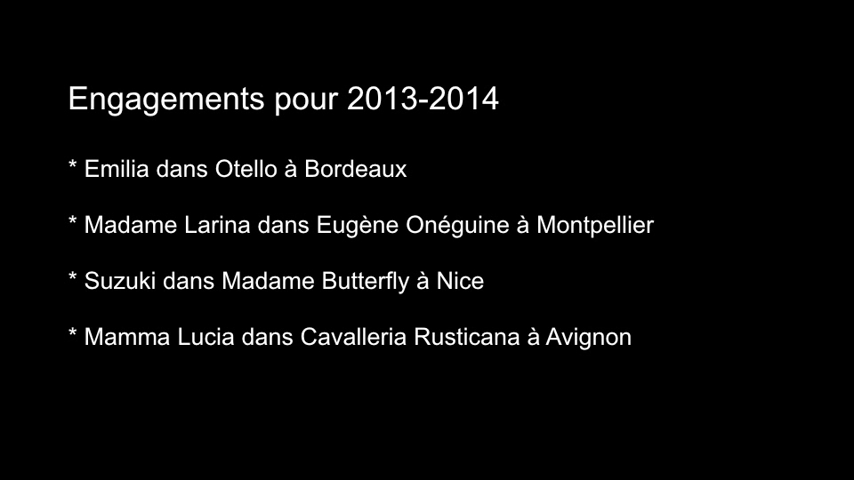 Engagements pour 2013-2014
* Emilia dans Otello à Bordeaux
* Madame Larina dans Eugène Onéguine à Montpellier
* Suzuki dans Madame Butterfly à Nice
* Mamma Lucia dans Cavalleria Rusticana à Avignon